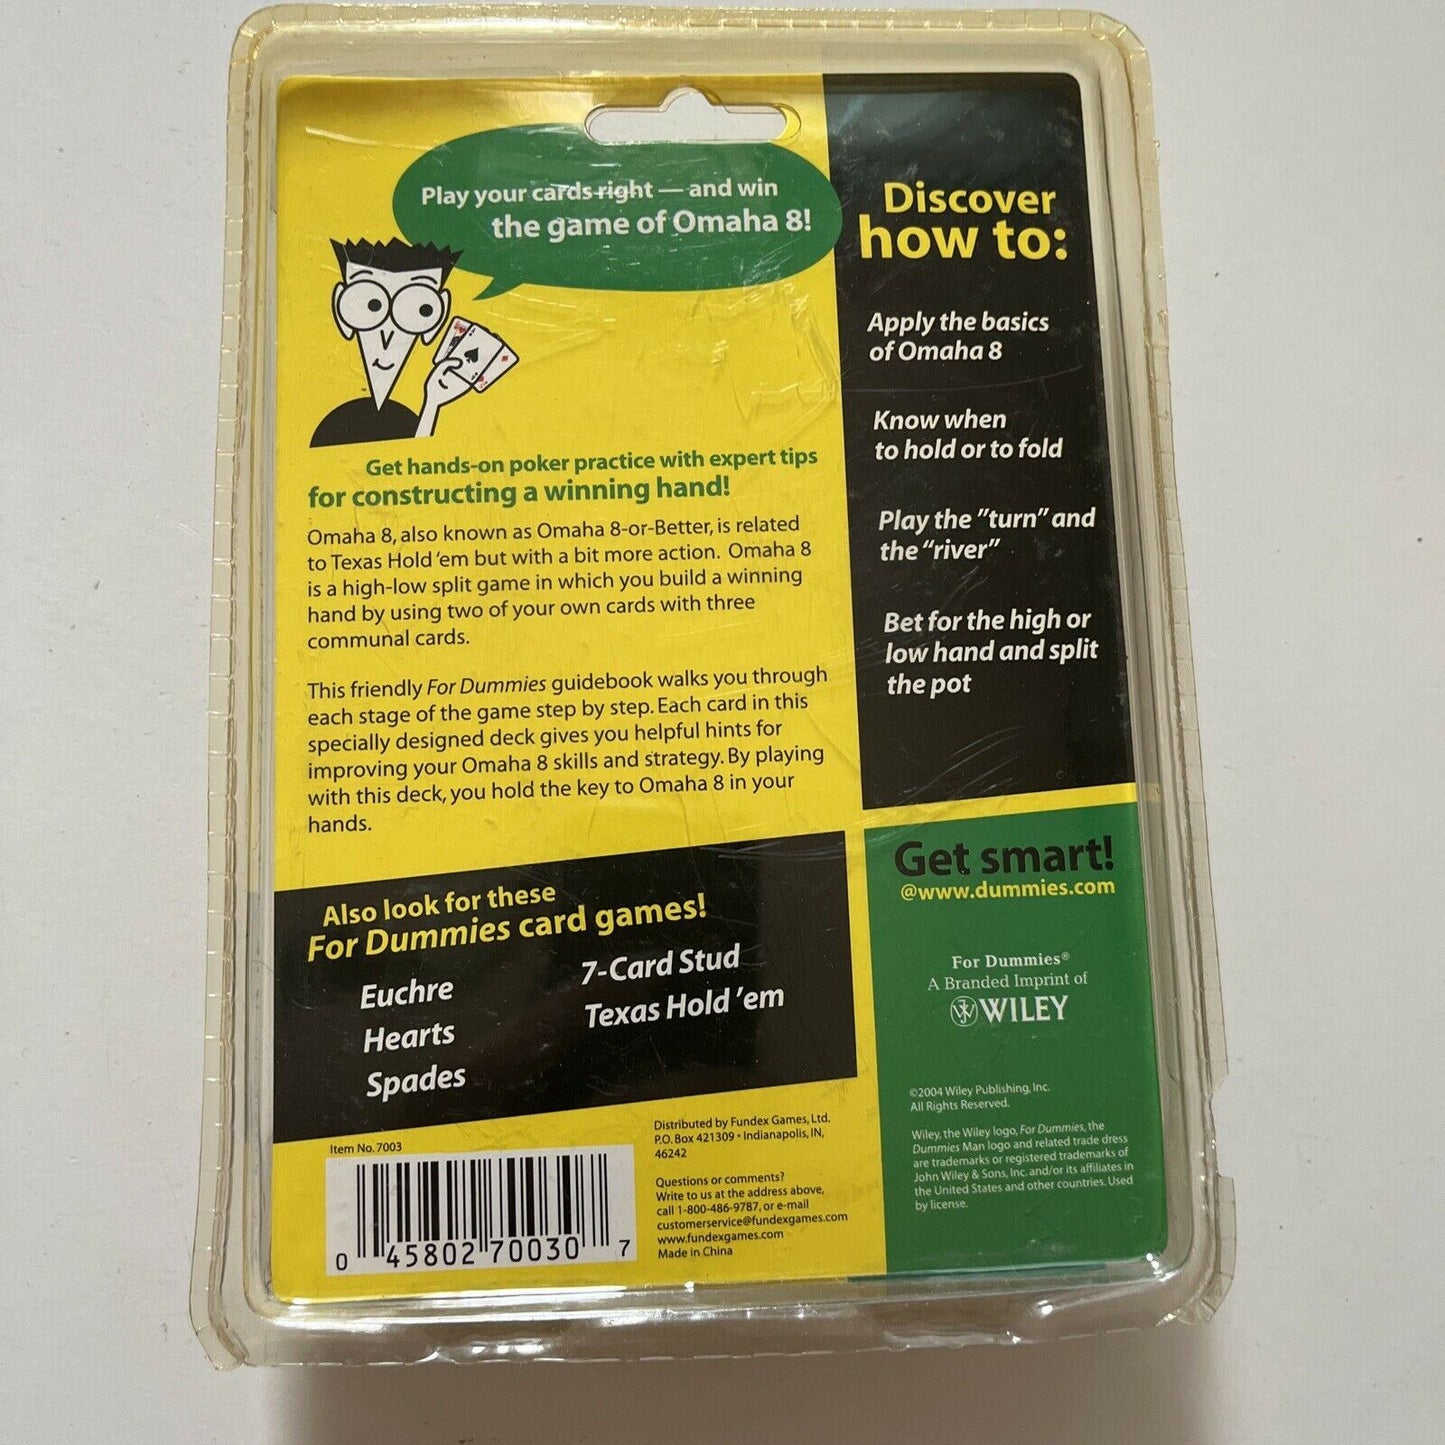 Play your cards right — and win
the game of Omaha 8!
Get hands-on poker practice with expert tips
for constructing a winning hand!
Omaha 8, also known as Omaha 8-or-Better, is related
to Texas Hold 'em but with a bit more action. Omaha 8
is a high-low split game in which you build a winning
hand by using two of your own cards with three
communal cards.
This friendly For Dummies guidebook walks you through
each stage of the game step by step. Each card in this
specially designed deck gives you helpful hints for
improving your Omaha 8 skills and strategy. By playing
with this deck, you hold the key to Omaha 8 in your
hands.
Discover
how to:
Apply the basics
of Omaha 8
Know when
to hold or to fold
Play the "turn" and
the "river"
Bet for the high or
low hand and split
the pot
Also look for these
For Dummies card games!
Euchre
Hearts
Spades
7-Card Stud
Texas Hold 'em
Get smart!
@www.dummies.com
For Dummies®
A Branded Imprint of
WILEY
©2004 Wiley Publishing, Inc.
All Rights Reserved.
Wiley, the Wiley logo, For Dummies, the
Dummies Man logo and related trade dress
are trademarks or registered trademarks of
John Wiley & Sons, Inc. and/or its affiliates in
the United States and other countries. Used
by license.
Item No. 7003
0 45802 70030 7
Distributed by Fundex Games, Ltd.
P.O. Box 421309 • Indianapolis, IN,
46242
Questions or comments?
Write to us at the address above,
call 1-800-486-9787, or e-mail
customerservice@fundexgames.com
www.fundexgames.com
Made in China